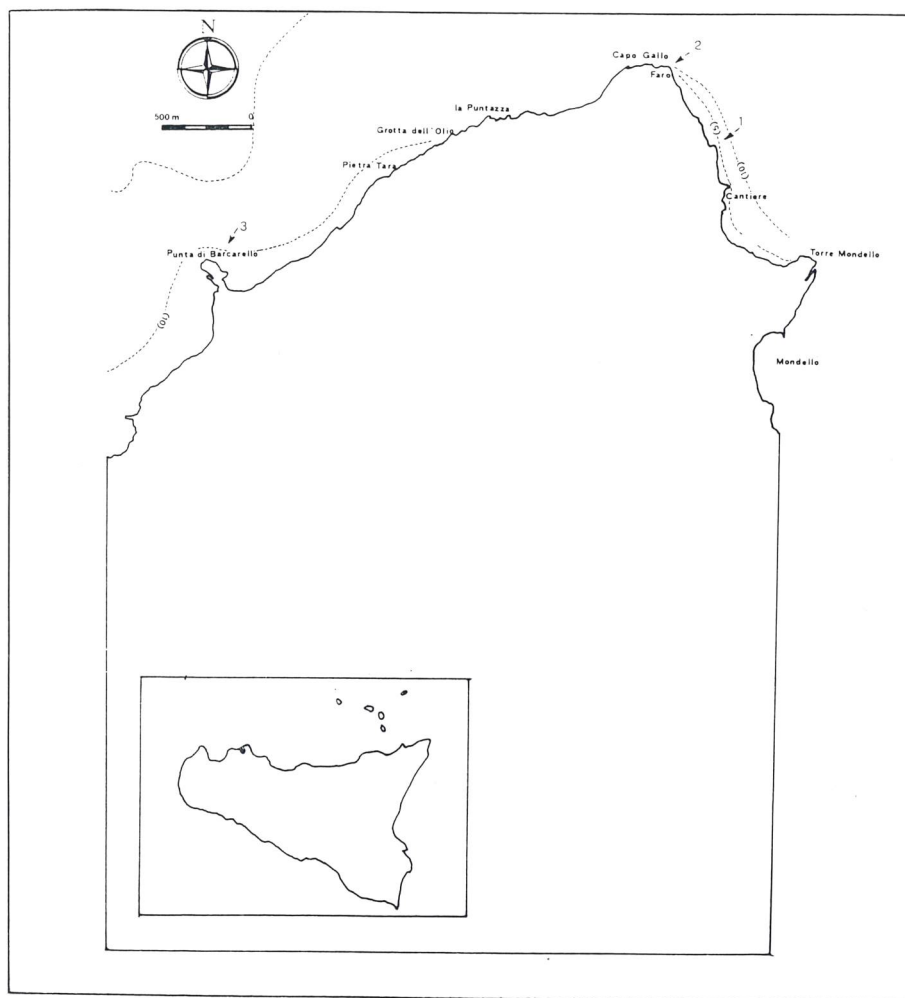 N
500 m 0
Capo Gallo
Faro
2
la Puntazza
Grotta dell'Olio
1
(5)
Pietra Tara
(10)
Cantiere
3
Punta di Barcarello
Torre Mondello
(10)
Mondello